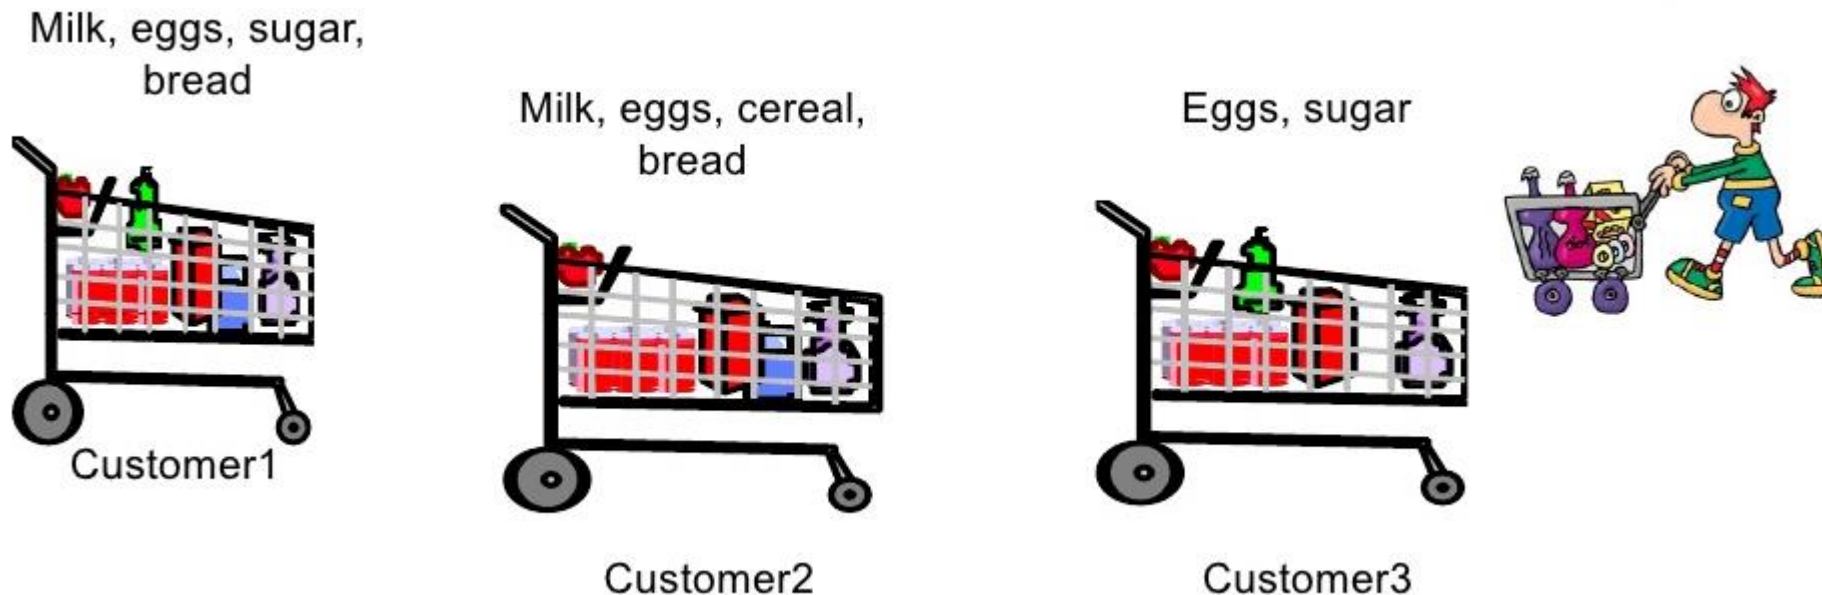 Milk, eggs, sugar,
bread
Customer1
Milk, eggs, cereal,
bread
Customer2
Eggs, sugar
Customer3